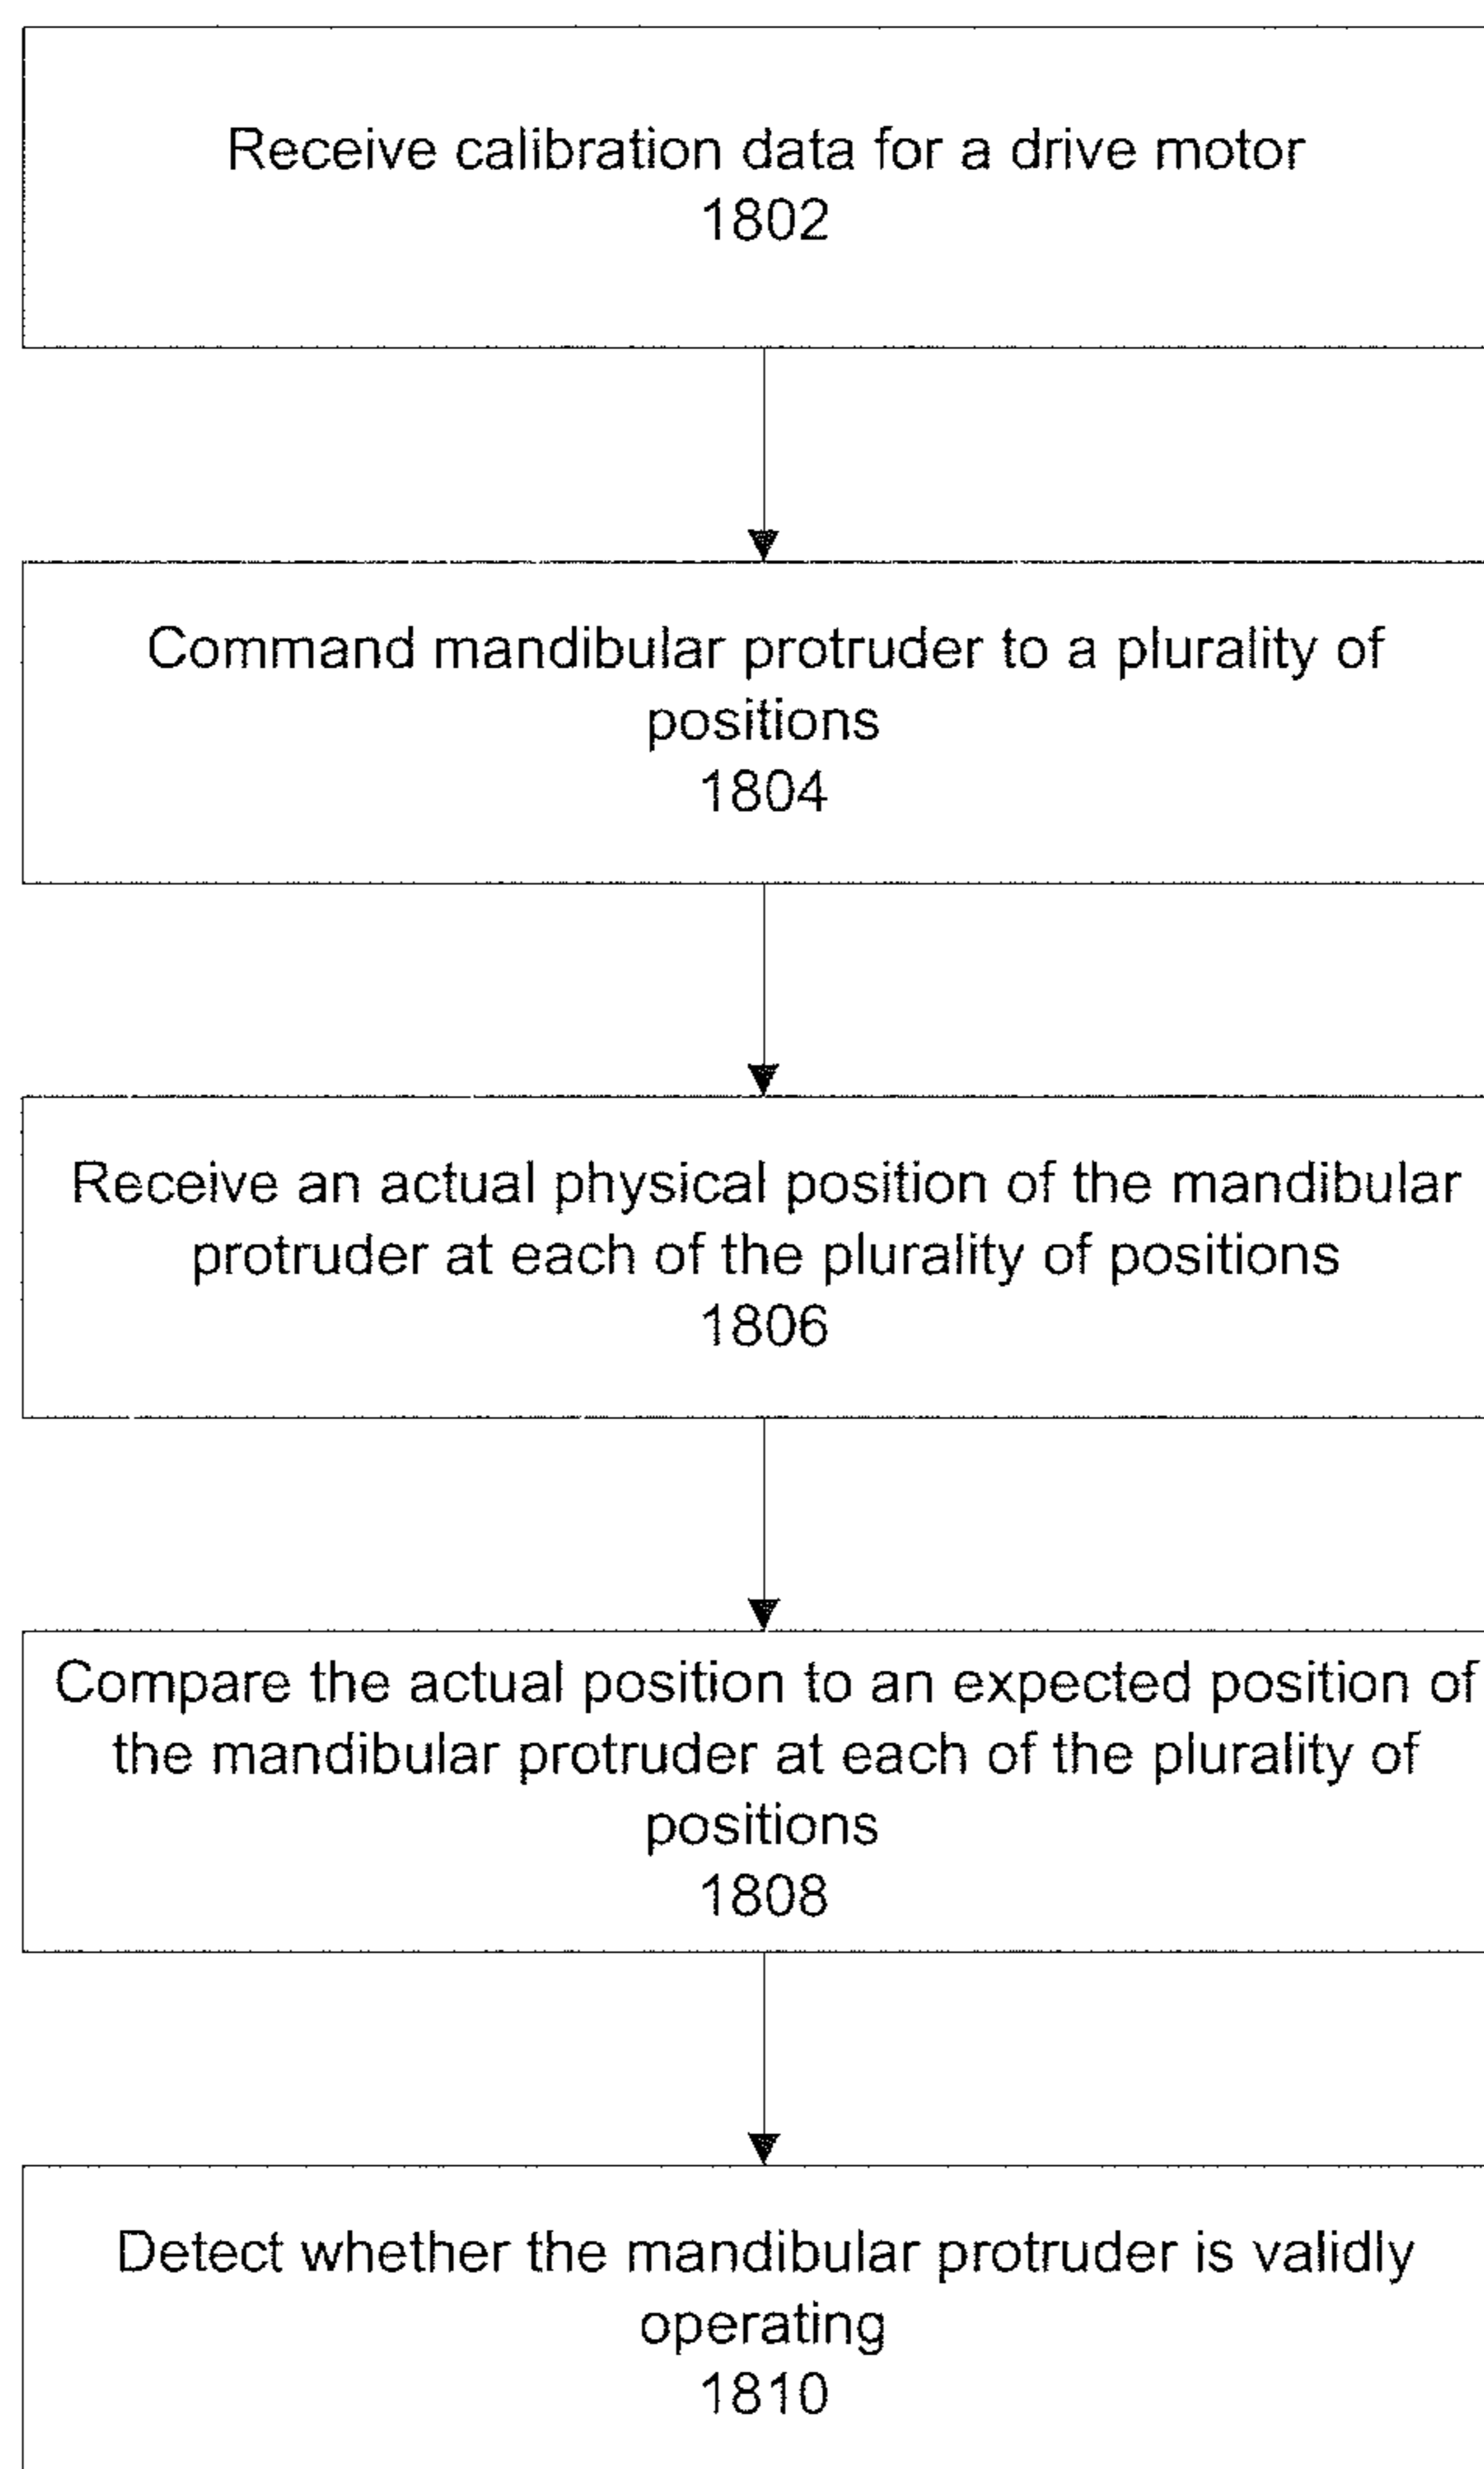 Receive calibration data for a drive motor
1802
Command mandibular protruder to a plurality of
positions
1804
Receive an actual physical position of the mandibular
protruder at each of the plurality of positions
1806
Compare the actual position to an expected position of
the mandibular protruder at each of the plurality of
positions
1808
Detect whether the mandibular protruder is validly
operating
1810